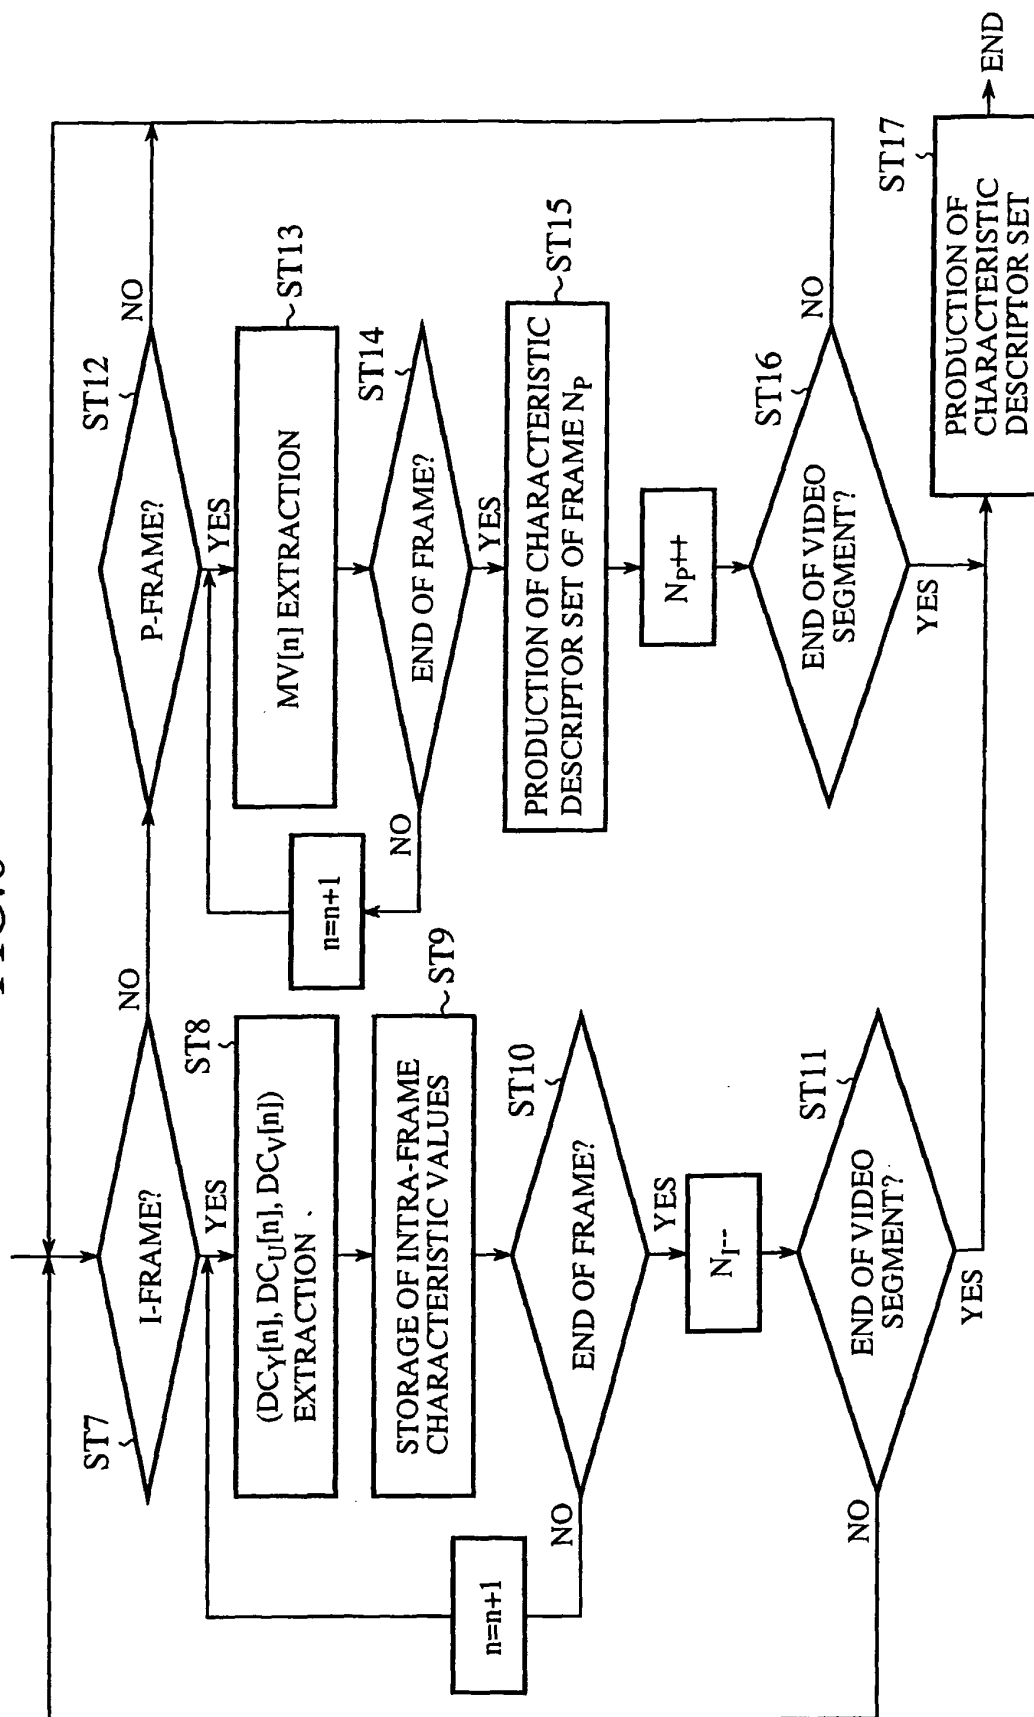 ST7
I-FRAME?
NO
YES
ST8
(DCY[n], DCU[n], DCV[n])
EXTRACTION
ST9
STORAGE OF INTRA-FRAME
CHARACTERISTIC VALUES
ST10
END OF FRAME?
NO
n=n+1
YES
NI--
ST11
END OF VIDEO
SEGMENT?
NO
YES
ST12
P-FRAME?
NO
YES
ST13
MV[n] EXTRACTION
ST14
END OF FRAME?
NO
n=n+1
YES
ST15
PRODUCTION OF CHARACTERISTIC
DESCRIPTOR SET OF FRAME NP
NP++
ST16
END OF VIDEO
SEGMENT?
NO
YES
ST17
PRODUCTION OF
CHARACTERISTIC
DESCRIPTOR SET
END